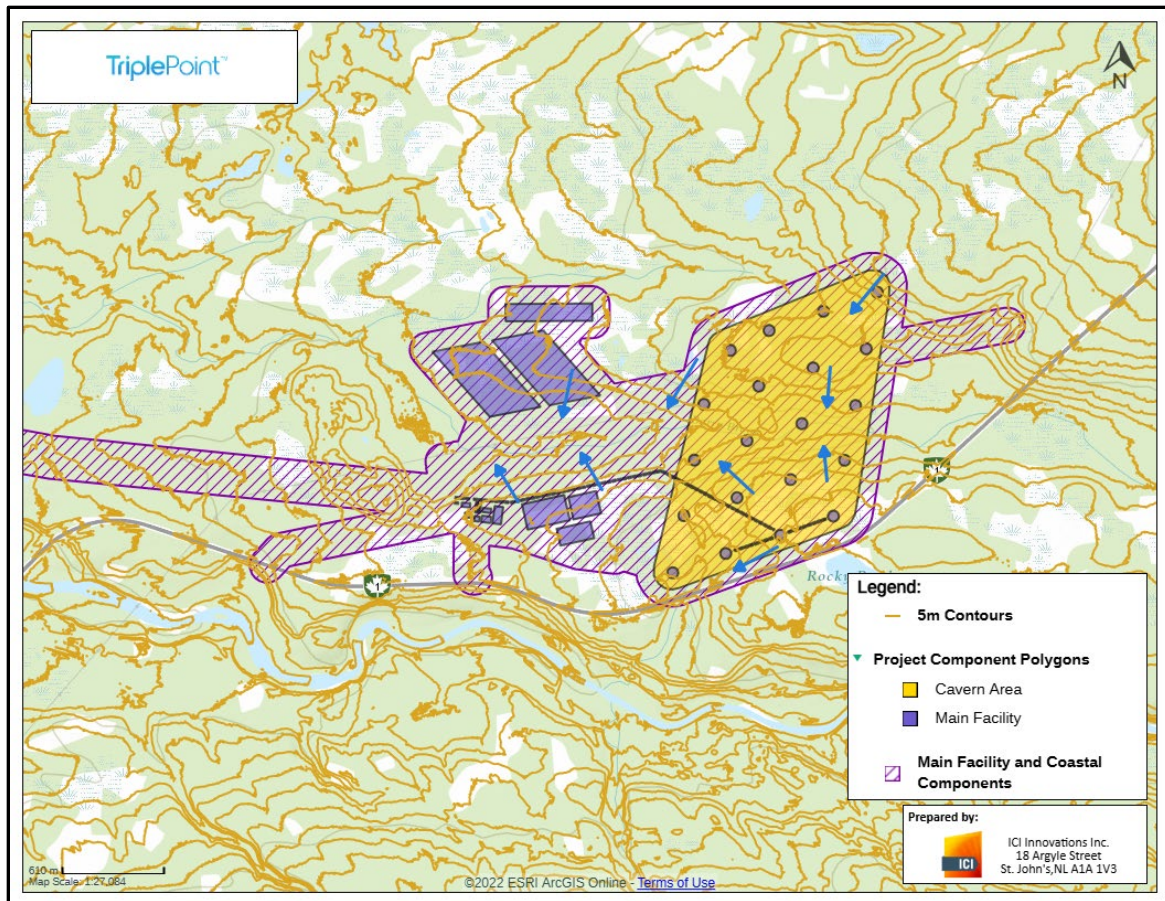 TriplePoint™
N
1
1
Rocky
Legend:
5m Contours
Project Component Polygons
Cavern Area
Main Facility
Main Facility and Coastal
Components
Prepared by:
ICI
ICI Innovations Inc.
18 Argyle Street
St. John's,NL A1A 1V3
610 m
Map Scale: 1:27,084
©2022 ESRI ArcGIS Online - Terms of Use